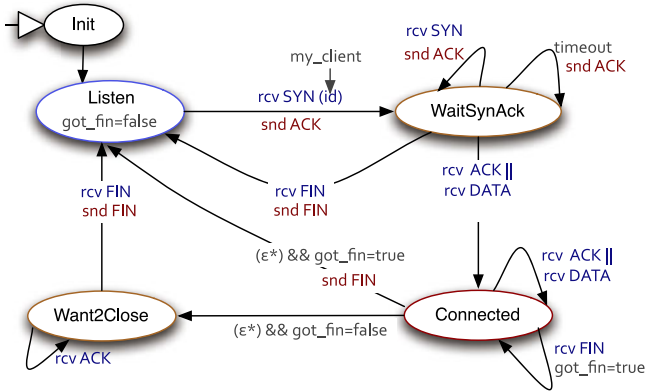 Init
my_client
rcv SYN
snd ACK
timeout
snd ACK
Listen
got_fin=false
rcv SYN (id)
snd ACK
WaitSynAck
rcv ACK ||
rcv DATA
rcv FIN
snd FIN
rcv FIN
snd FIN
(ε*) && got_fin=true
snd FIN
rcv ACK ||
rcv DATA
Want2Close
Connected
(ε*) && got_fin=false
rcv ACK
rcv FIN
got_fin=true